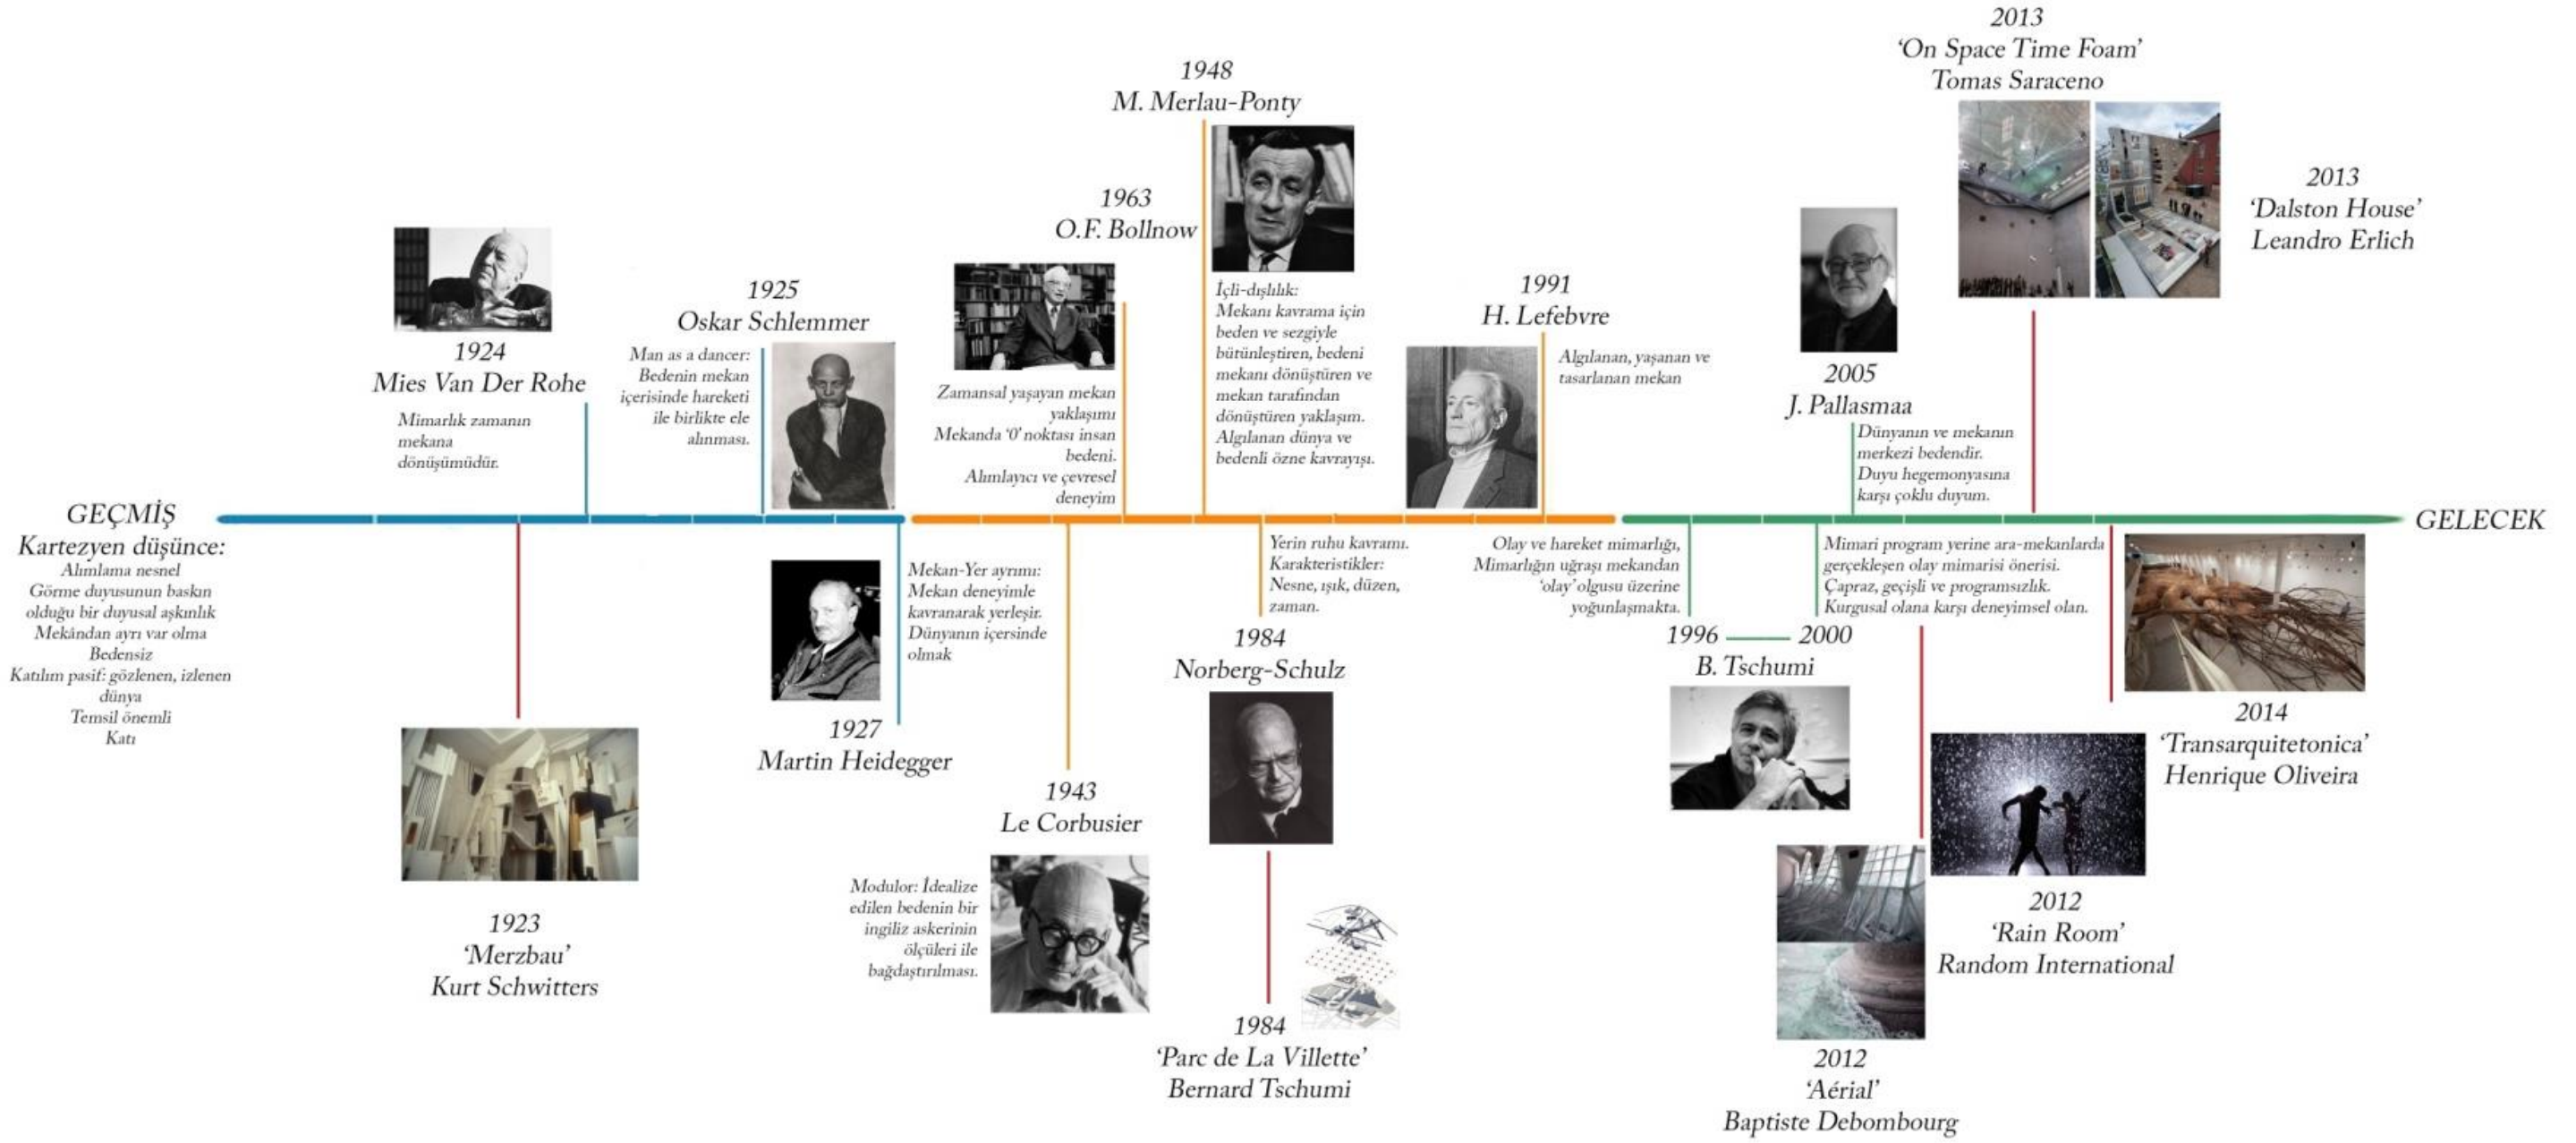 GEÇMİŞ
Kartezyen düşünce:
Alımlama nesnel
Görme duyusunun baskın
olduğu bir duyusal aşkınlık
Mekândan ayrı var olma
Bedensiz
Katılım pasif: gözlenen, izlenen
dünya
Temsil önemli
Katı
1924
Mies Van Der Rohe
Mimarlık zamanın
mekana
dönüşümüdür.
1923
‘Merzbau’
Kurt Schwitters
1925
Oskar Schlemmer
Man as a dancer:
Bedenin mekan
içerisinde hareketi
ile birlikte ele
alınması.
Mekan-Yer ayrımı:
Mekan deneyimle
kavranarak yerleşir.
Dünyanın içersinde
olmak
1927
Martin Heidegger
1963
O.F. Bollnow
Zamansal yaşayan mekan
yaklaşımı
Mekanda ‘0’ noktası insan
bedeni.
Alımlayıcı ve çevresel
deneyim
1943
Le Corbusier
Modulor: İdealize
edilen bedenin bir
ingiliz askerinin
ölçüleri ile
bağdaştırılması.
1948
M. Merlau-Ponty
İçli-dışlılık:
Mekanı kavrama için
beden ve sezgiyle
bütünleştiren, bedeni
mekanı dönüştüren ve
mekan tarafından
dönüştüren yaklaşım.
Algılanan dünya ve
bedenli özne kavrayışı.
Yerin ruhu kavramı.
Karakteristikler:
Nesne, ışık, düzen,
zaman.
1984
Norberg-Schulz
1984
‘Parc de La Villette’
Bernard Tschumi
1991
H. Lefebvre
Algılanan, yaşanan ve
tasarlanan mekan
Olay ve hareket mimarlığı,
Mimarlığın uğraşı mekandan
‘olay’ olgusu üzerine
yoğunlaşmakta.
1996
2000
B. Tschumi
Mimari program yerine ara-mekanlarda
gerçekleşen olay mimarisi önerisi.
Çapraz, geçişli ve programsızlık.
Kurgusal olana karşı deneyimsel olan.
2005
J. Pallasmaa
Dünyanın ve mekanın
merkezi bedendir.
Duyu hegemonyasına
karşı çoklu duyum.
2013
‘On Space Time Foam’
Tomas Saraceno
2013
‘Dalston House’
Leandro Erlich
2012
‘Aérial’
Baptiste Debombourg
2012
‘Rain Room’
Random International
2014
‘Transarquitetonica’
Henrique Oliveira
GELECEK